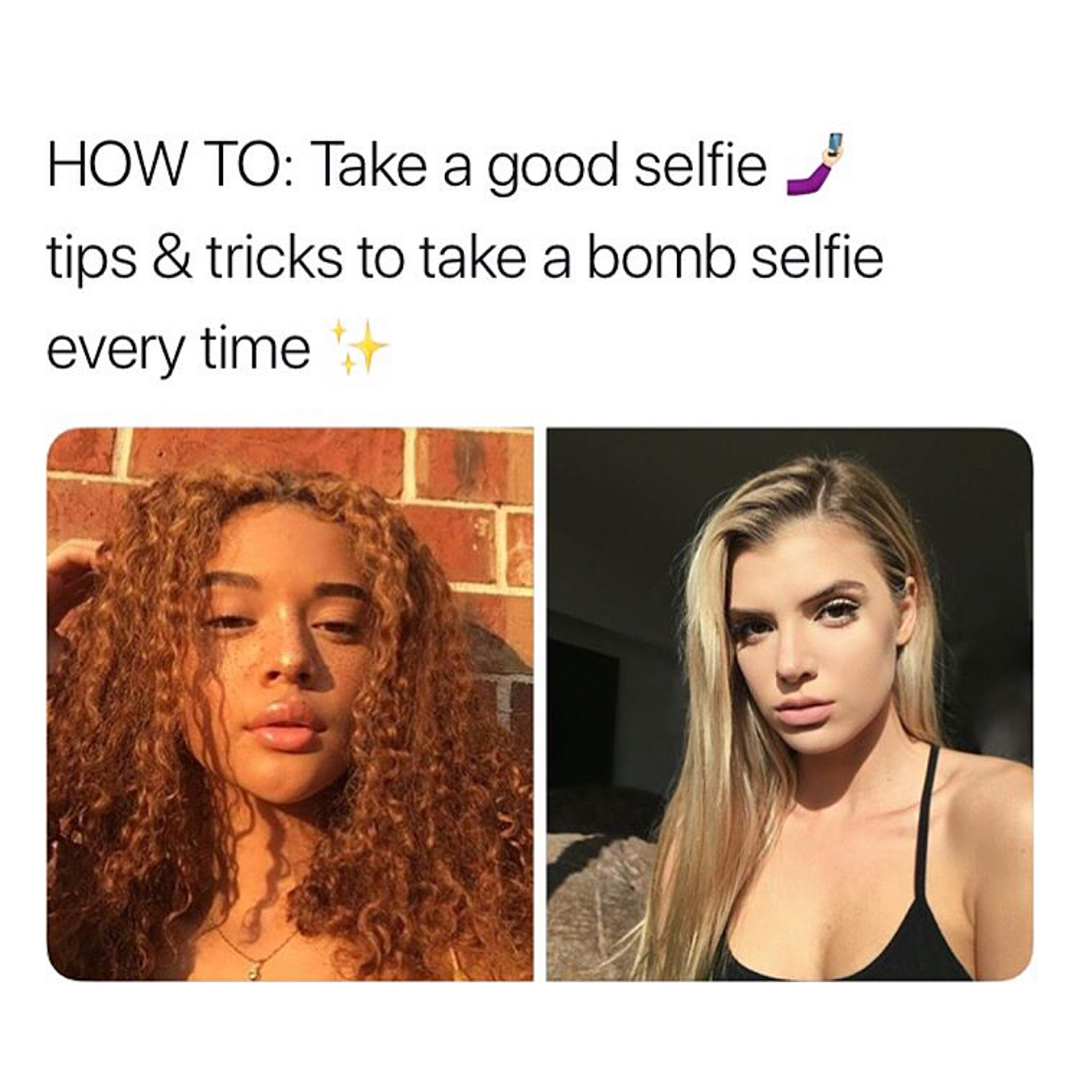 HOW TO: Take a good selfie 🤳🏻
tips & tricks to take a bomb selfie
every time ✨